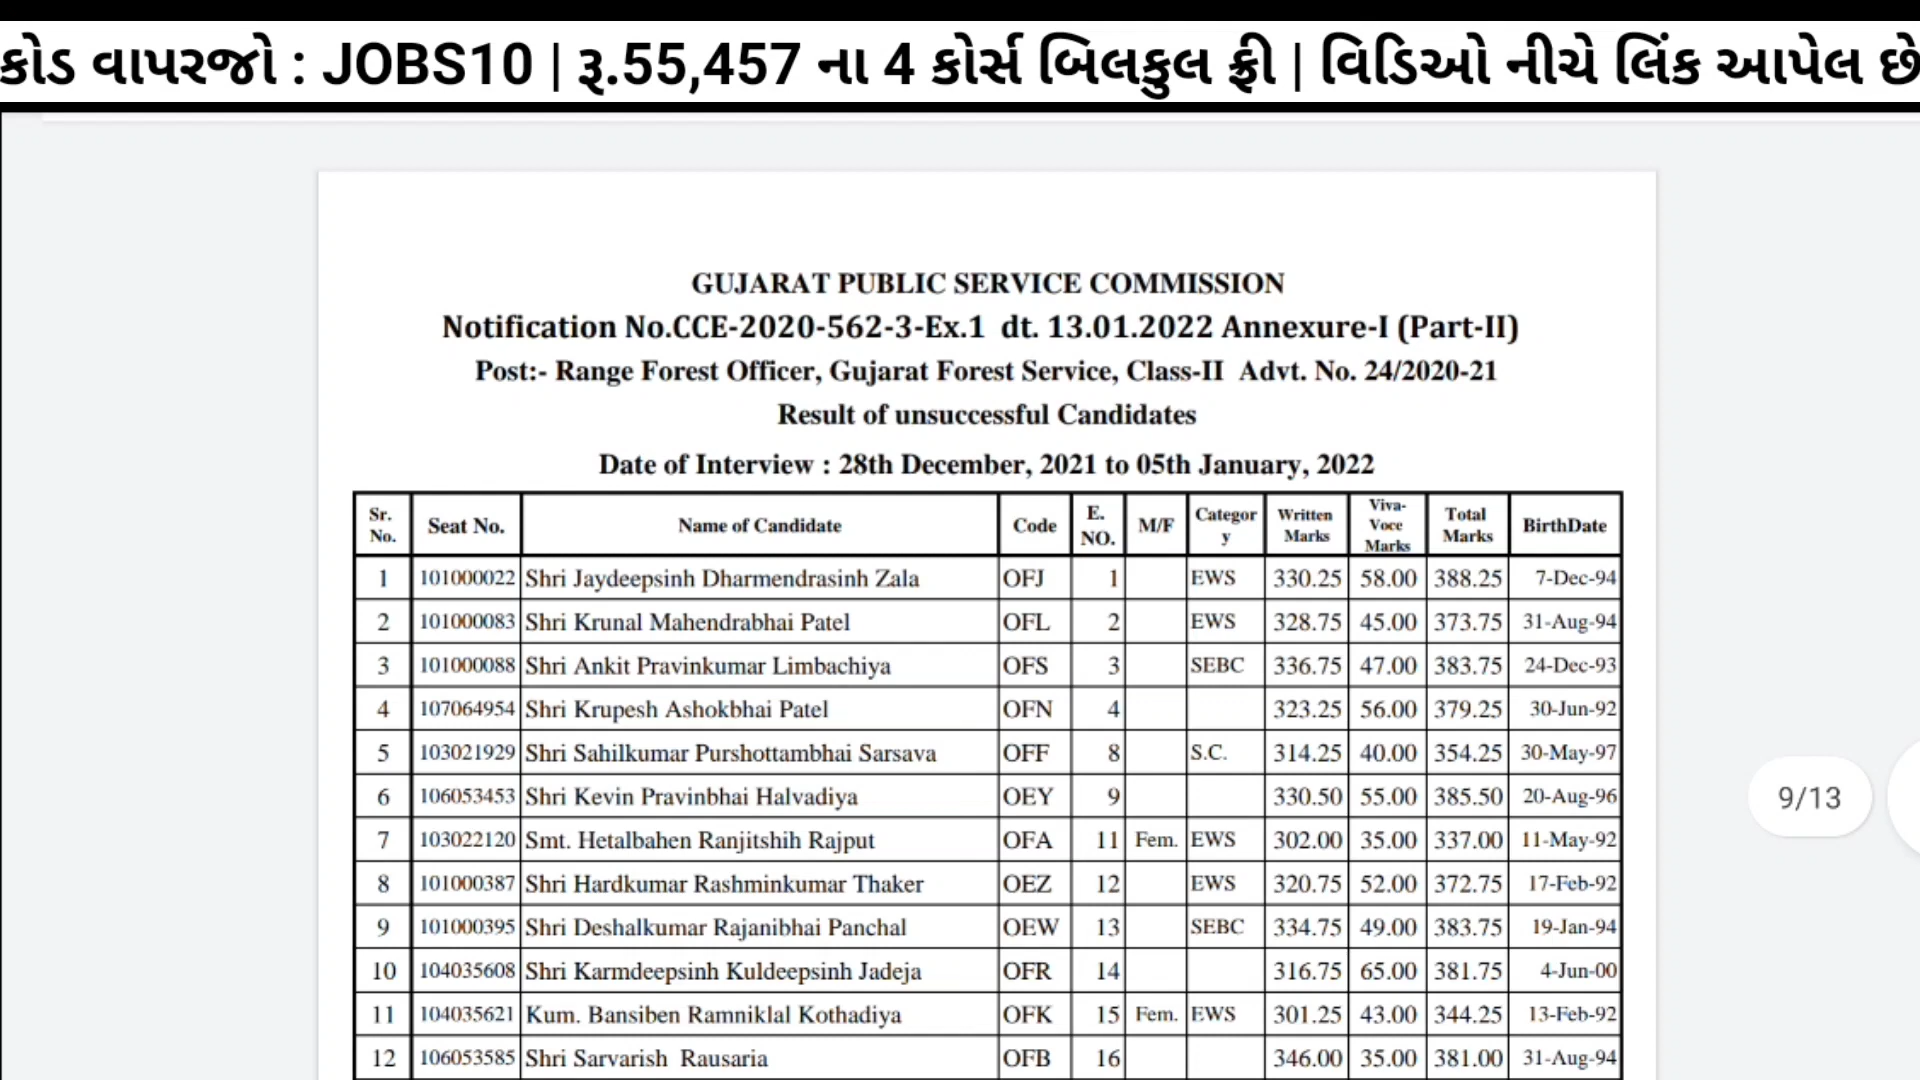 કોડ વાપરજો : JOBS10 | રૂ.55,457 ના 4 કોર્સ બિલકુલ ફ્રી | વિડિઓ નીચે લિંક આપેલ છે
GUJARAT PUBLIC SERVICE COMMISSION
Notification No.CCE-2020-562-3-Ex.1 dt. 13.01.2022 Annexure-I (Part-II)
Post:- Range Forest Officer, Gujarat Forest Service, Class-II Advt. No. 24/2020-21
Result of unsuccessful Candidates
Date of Interview : 28th December, 2021 to 05th January, 2022
Sr. No. Seat No. Name of Candidate Code E. NO. M/F Category Written Marks Viva-Voce Marks Total Marks BirthDate
1 101000022 Shri Jaydeepsinh Dharmendrasinh Zala OFJ 1 EWS 330.25 58.00 388.25 7-Dec-94
2 101000083 Shri Krunal Mahendrabhai Patel OFL 2 EWS 328.75 45.00 373.75 31-Aug-94
3 101000088 Shri Ankit Pravinkumar Limbachiya OFS 3 SEBC 336.75 47.00 383.75 24-Dec-93
4 107064954 Shri Krupesh Ashokbhai Patel OFN 4 323.25 56.00 379.25 30-Jun-92
5 103021929 Shri Sahilkumar Purshottambhai Sarsava OFF 8 S.C. 314.25 40.00 354.25 30-May-97
6 106053453 Shri Kevin Pravinbhai Halvadiya OEY 9 330.50 55.00 385.50 20-Aug-96
7 103022120 Smt. Hetalbahen Ranjitshih Rajput OFA 11 Fem. EWS 302.00 35.00 337.00 11-May-92
8 101000387 Shri Hardkumar Rashminkumar Thaker OEZ 12 EWS 320.75 52.00 372.75 17-Feb-92
9 101000395 Shri Deshalkumar Rajanibhai Panchal OEW 13 SEBC 334.75 49.00 383.75 19-Jan-94
10 104035608 Shri Karmdeepsinh Kuldeepsinh Jadeja OFR 14 316.75 65.00 381.75 4-Jun-00
11 104035621 Kum. Bansiben Ramniklal Kothadiya OFK 15 Fem. EWS 301.25 43.00 344.25 13-Feb-92
12 106053585 Shri Sarvarish Rausaria OFB 16 346.00 35.00 381.00 31-Aug-94
9/13